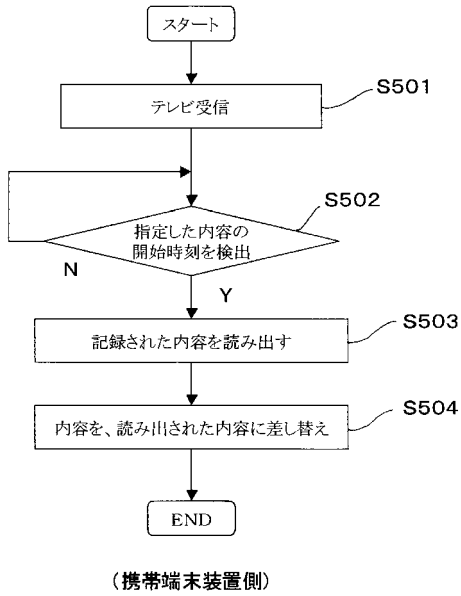 スタート
S501
テレビ受信
S502
指定した内容の
開始時刻を検出
N
Y
S503
記録された内容を読み出す
S504
内容を、読み出された内容に差し替え
END
(携帯端末装置側)